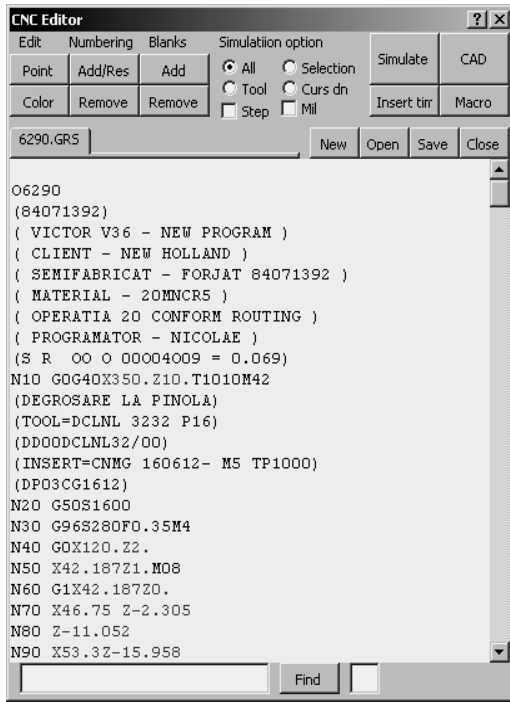 CNC Editor
Edit Numbering Blanks Simulatiion option
Point Add/Res Add All Selection Simulate CAD
Tool Curs dn
Color Remove Remove Step Mil Insert tirr Macro
6290.GR5 New Open Save Close
O6290
(84071392)
( VICTOR V36 - NEW PROGRAM )
( CLIENT - NEW HOLLAND )
( SEMIFABRICAT - FORJAT 84071392 )
( MATERIAL - 20MNCR5 )
( OPERATIA 20 CONFORM ROUTING )
( PROGRAMATOR - NICOLAE )
(S R OO O 00004009 = 0.069)
N10 G0G40X350.Z10.T1010M42
(DEGROSARE LA PINOLA)
(TOOL=DCLNL 3232 P16)
(DD00DCLNL32/00)
(INSERT=CNMG 160612- M5 TP1000)
(DP03CG1612)
N20 G50S1600
N30 G96S280F0.35M4
N40 G0X120.Z2.
N50 X42.187Z1.M08
N60 G1X42.187Z0.
N70 X46.75 Z-2.305
N80 Z-11.052
N90 X53.3Z-15.958
Find